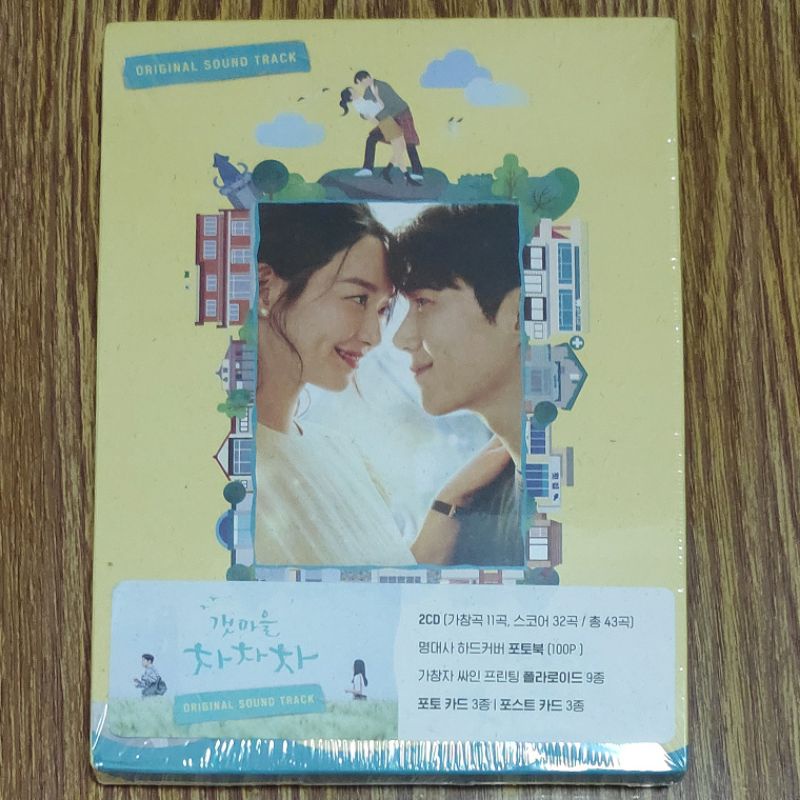 ORIGINAL SOUND TRACK
갯마을
차차차
ORIGINAL SOUND TRACK
2CD (가창곡 11곡, 스코어 32곡 / 총 43곡)
명대사 하드커버 포토북 (100P )
가창자 싸인 프린팅 폴라로이드 9종
포토 카드 3종 | 포스트 카드 3종